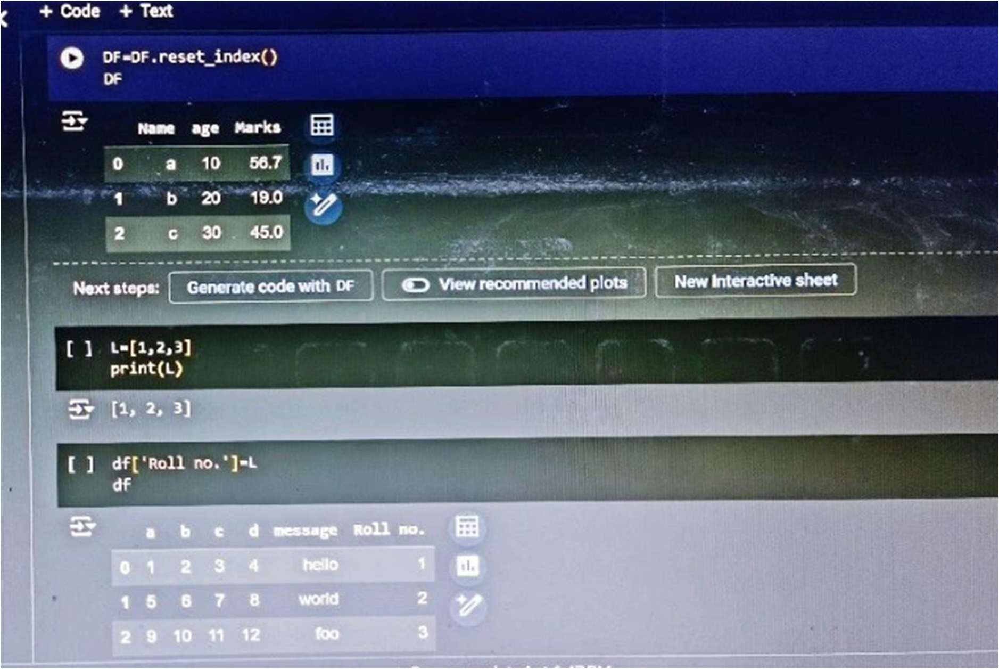 + Code + Text
DF=DF.reset_index()
DF
Name age Marks
0 a 10 56.7
1 b 20 19.0
2 c 30 45.0
Next steps: Generate code with DF View recommended plots New interactive sheet
[ ] L=[1,2,3]
print(L)
[1, 2, 3]
[ ] df['Roll no.']=L
df
a b c d message Roll no.
0 1 2 3 4 hello 1
1 5 6 7 8 world 2
2 9 10 11 12 foo 3